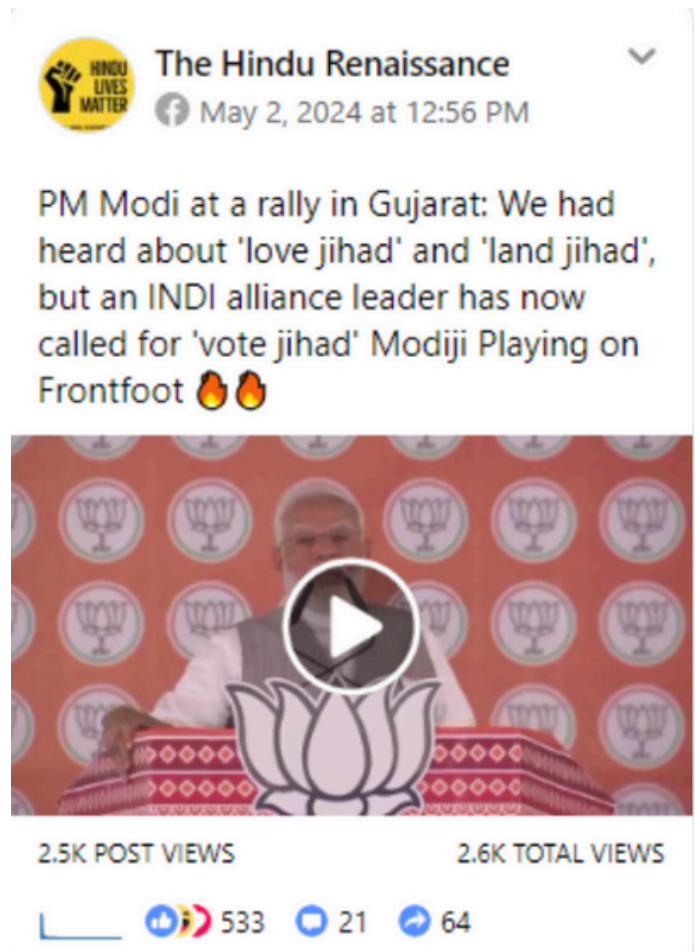 HINDU
LIVES
MATTER
The Hindu Renaissance
May 2, 2024 at 12:56 PM
PM Modi at a rally in Gujarat: We had
heard about 'love jihad' and 'land jihad',
but an INDI alliance leader has now
called for 'vote jihad' Modiji Playing on
Frontfoot 🔥🔥
2.5K POST VIEWS
2.6K TOTAL VIEWS
533
21
64